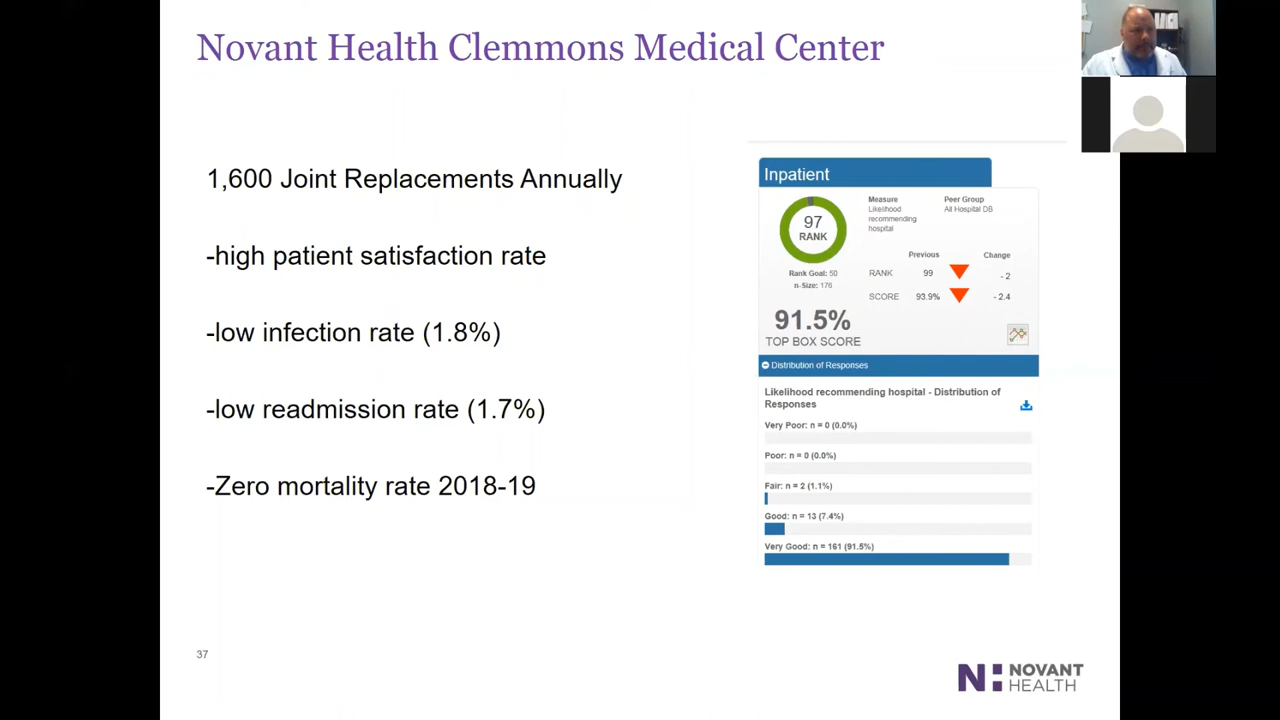 Novant Health Clemmons Medical Center
1,600 Joint Replacements Annually
-high patient satisfaction rate
-low infection rate (1.8%)
-low readmission rate (1.7%)
-Zero mortality rate 2018-19
Inpatient
97
RANK
Rank Goal: 50
n-Size: 176
Measure
Likelihood
recommending
hospital
Peer Group
All Hospital DB
Previous Change
RANK 99 - 2
SCORE 93.9% - 2.4
91.5%
TOP BOX SCORE
Distribution of Responses
Likelihood recommending hospital - Distribution of
Responses
Very Poor: n = 0 (0.0%)
Poor: n = 0 (0.0%)
Fair: n = 2 (1.1%)
Good: n = 13 (7.4%)
Very Good: n = 161 (91.5%)
37
NOVANT
HEALTH